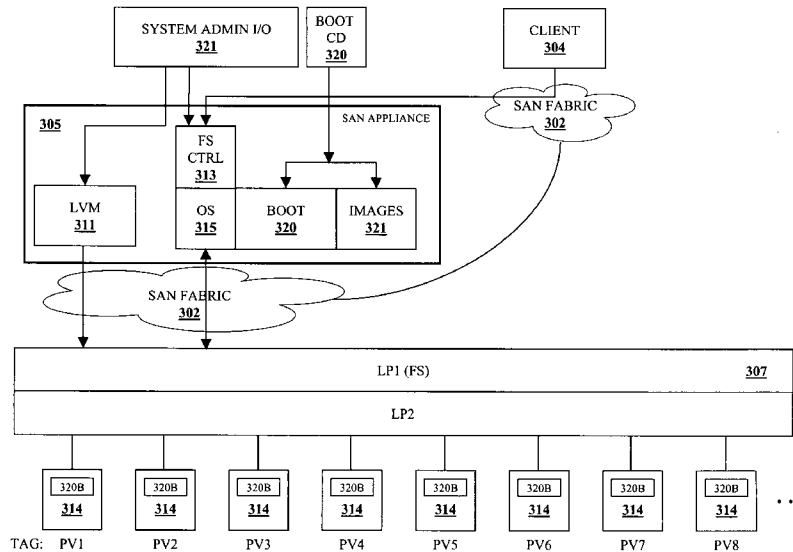 SYSTEM ADMIN I/O
321
BOOT
CD
320
CLIENT
304
SAN FABRIC
302
305
SAN APPLIANCE
FS
CTRL
313
LVM
311
OS
315
BOOT
320
IMAGES
321
SAN FABRIC
302
LP1 (FS)
307
LP2
320B 320B 320B 320B 320B 320B 320B 320B
314 314 314 314 314 314 314 314
. .
TAG: PV1 PV2 PV3 PV4 PV5 PV6 PV7 PV8